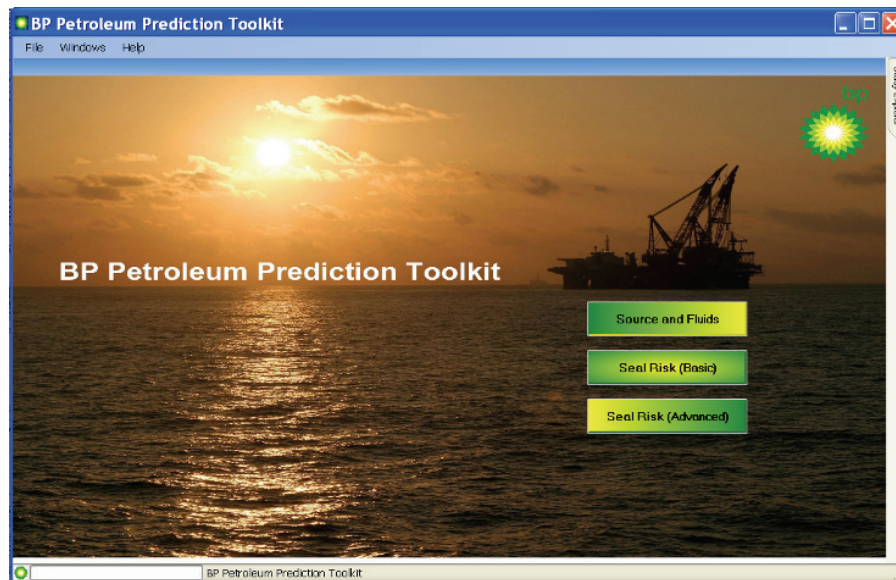 BP Petroleum Prediction Toolkit
File Windows Help
bp
BP Petroleum Prediction Toolkit
Source and Fluids
Seal Risk (Basic)
Seal Risk (Advanced)
BP Petroleum Prediction Toolkit